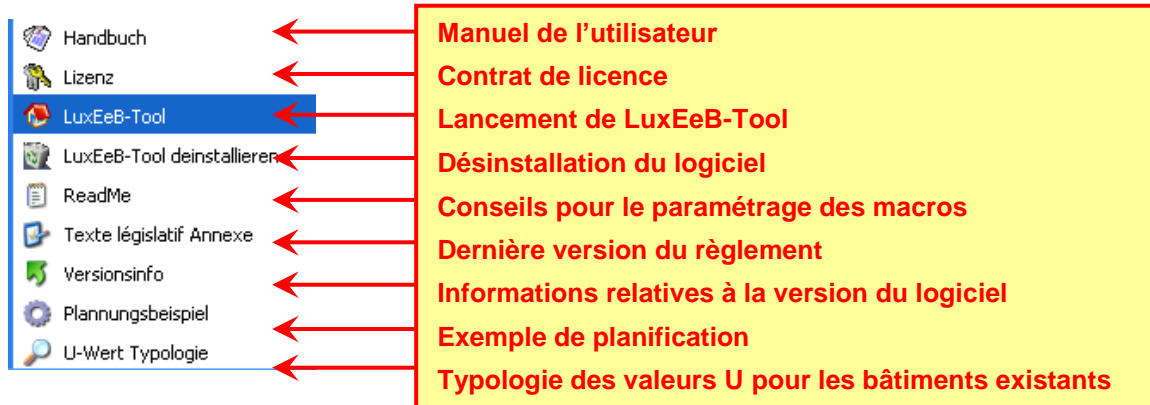 Handbuch
Manuel de l’utilisateur
Lizenz
Contrat de licence
LuxEeB-Tool
Lancement de LuxEeB-Tool
LuxEeB-Tool deinstallieren
Désinstallation du logiciel
ReadMe
Conseils pour le paramétrage des macros
Texte législatif Annexe
Dernière version du règlement
Versionsinfo
Informations relatives à la version du logiciel
Plannungsbeispiel
Exemple de planification
U-Wert Typologie
Typologie des valeurs U pour les bâtiments existants